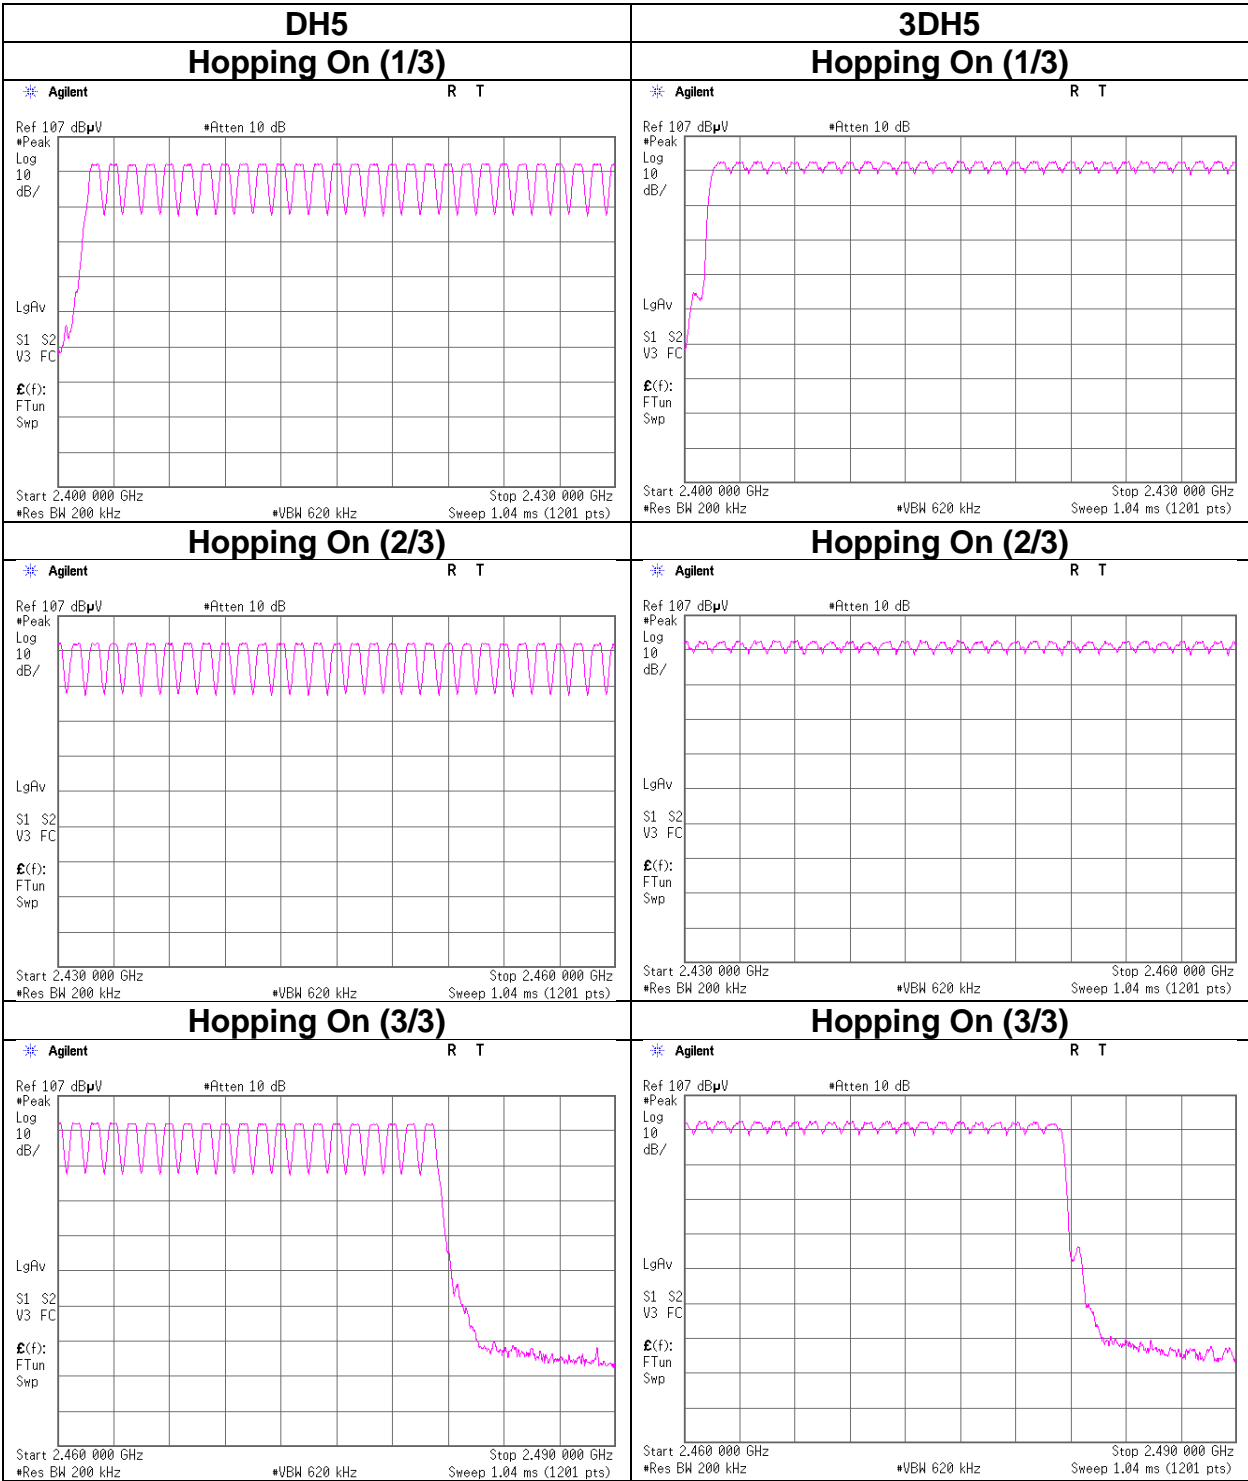 DH5 3DH5
Hopping On (1/3) Hopping On (1/3)
Agilent R T
Ref 107 dBµV #Atten 10 dB
#Peak
Log
10
dB/
LgAv
S1 S2
V3 FC
£(f):
FTun
Swp
Start 2.400 000 GHz Stop 2.430 000 GHz
#Res BW 200 kHz #VBW 620 kHz Sweep 1.04 ms (1201 pts)
Agilent R T
Ref 107 dBµV #Atten 10 dB
#Peak
Log
10
dB/
LgAv
S1 S2
V3 FC
£(f):
FTun
Swp
Start 2.400 000 GHz Stop 2.430 000 GHz
#Res BW 200 kHz #VBW 620 kHz Sweep 1.04 ms (1201 pts)
Hopping On (2/3) Hopping On (2/3)
Agilent R T
Ref 107 dBµV #Atten 10 dB
#Peak
Log
10
dB/
LgAv
S1 S2
V3 FC
£(f):
FTun
Swp
Start 2.430 000 GHz Stop 2.460 000 GHz
#Res BW 200 kHz #VBW 620 kHz Sweep 1.04 ms (1201 pts)
Agilent R T
Ref 107 dBµV #Atten 10 dB
#Peak
Log
10
dB/
LgAv
S1 S2
V3 FC
£(f):
FTun
Swp
Start 2.430 000 GHz Stop 2.460 000 GHz
#Res BW 200 kHz #VBW 620 kHz Sweep 1.04 ms (1201 pts)
Hopping On (3/3) Hopping On (3/3)
Agilent R T
Ref 107 dBµV #Atten 10 dB
#Peak
Log
10
dB/
LgAv
S1 S2
V3 FC
£(f):
FTun
Swp
Start 2.460 000 GHz Stop 2.490 000 GHz
#Res BW 200 kHz #VBW 620 kHz Sweep 1.04 ms (1201 pts)
Agilent R T
Ref 107 dBµV #Atten 10 dB
#Peak
Log
10
dB/
LgAv
S1 S2
V3 FC
£(f):
FTun
Swp
Start 2.460 000 GHz Stop 2.490 000 GHz
#Res BW 200 kHz #VBW 620 kHz Sweep 1.04 ms (1201 pts)